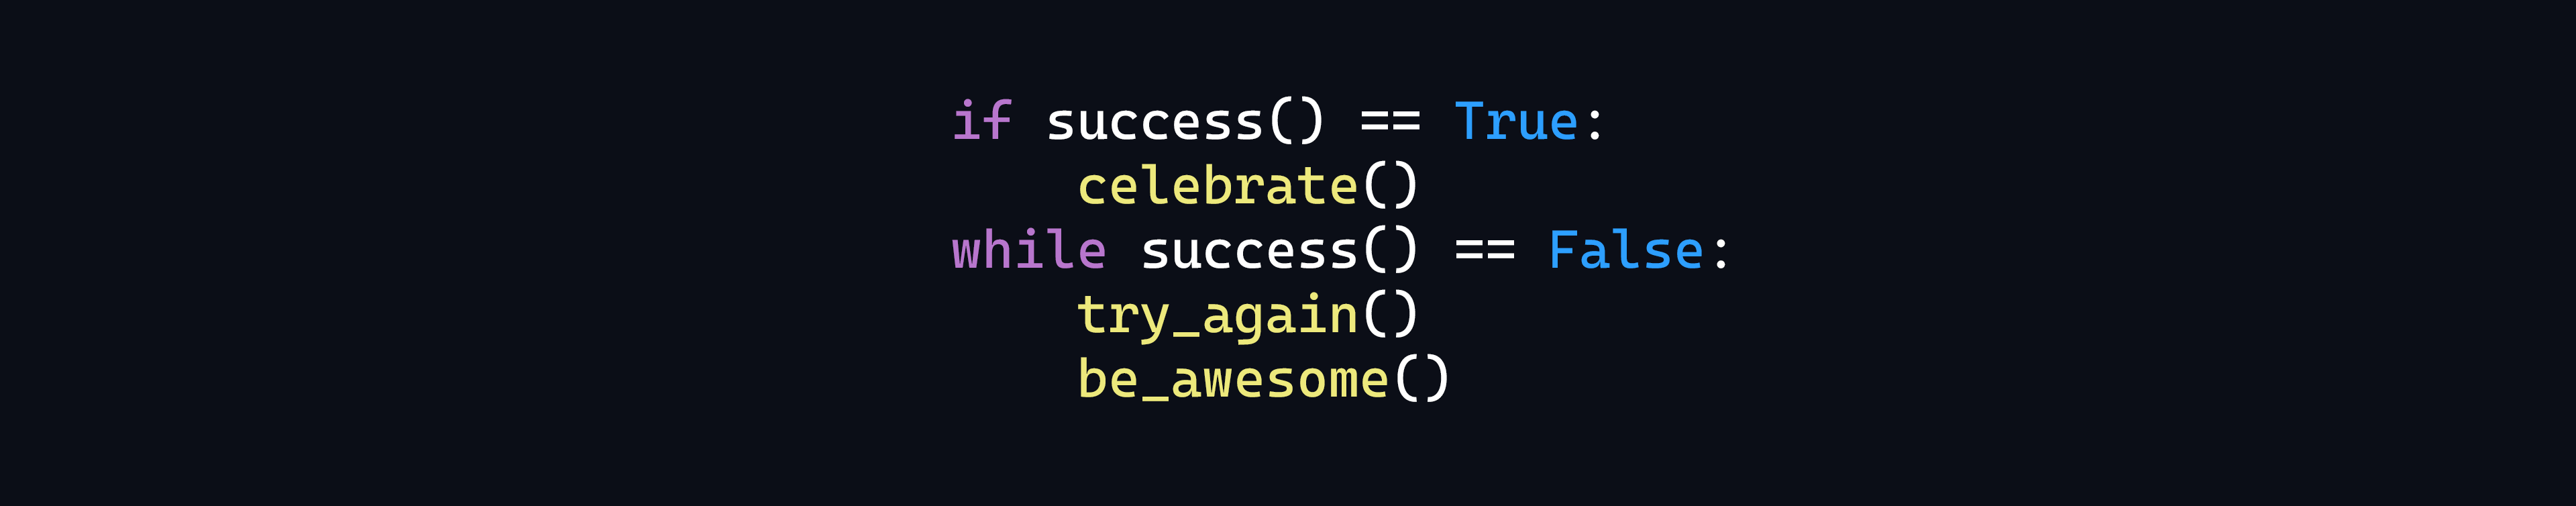 if success() == True:
    celebrate()
while success() == False:
    try_again()
    be_awesome()